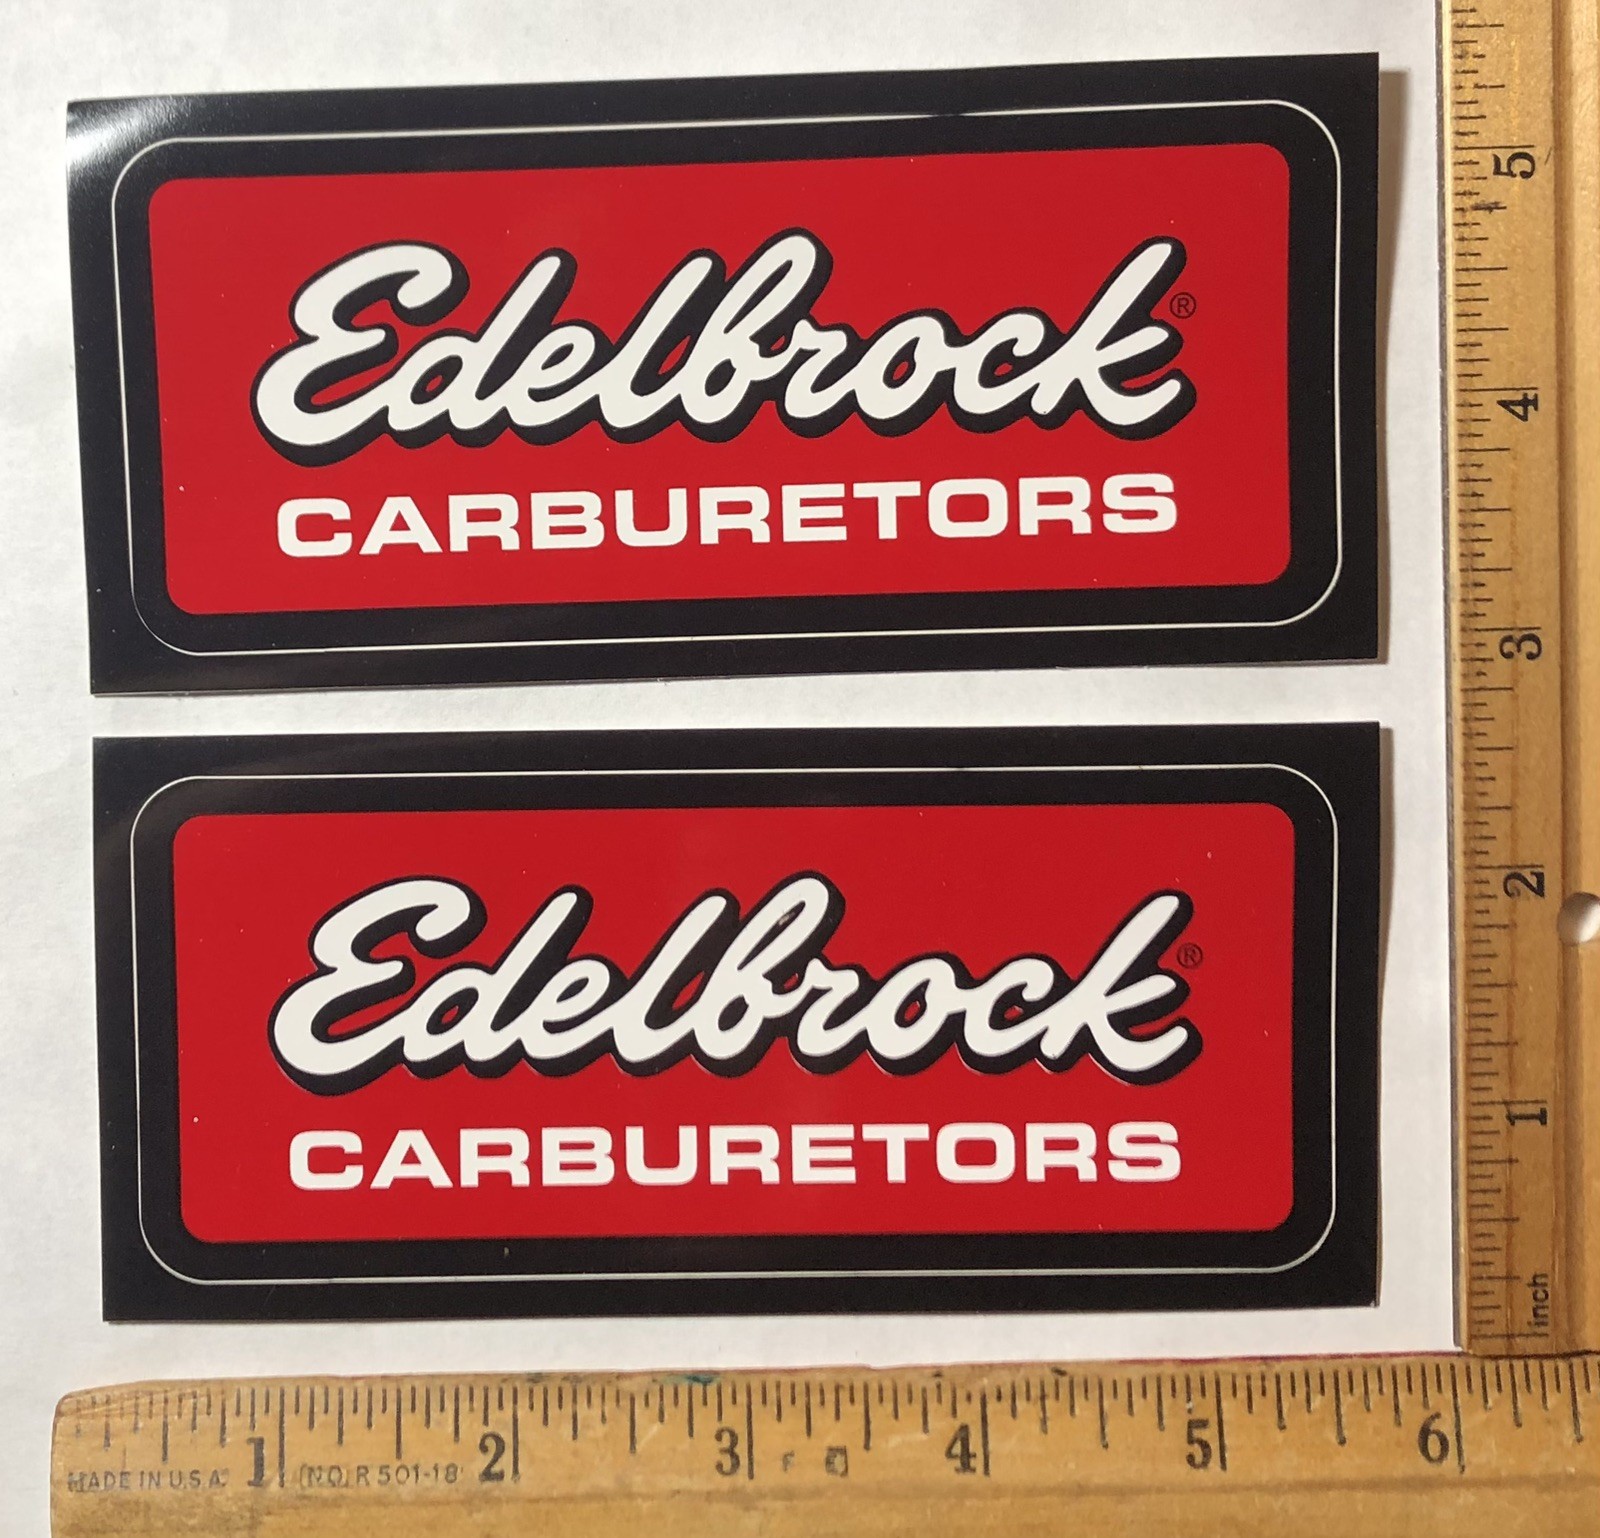 Edelbrock®
CARBURETORS
Edelbrock®
CARBURETORS
5
4
3
2
1
inch
1 2 3 4 5 6
MADE IN U.S.A. (NO. R 501-18